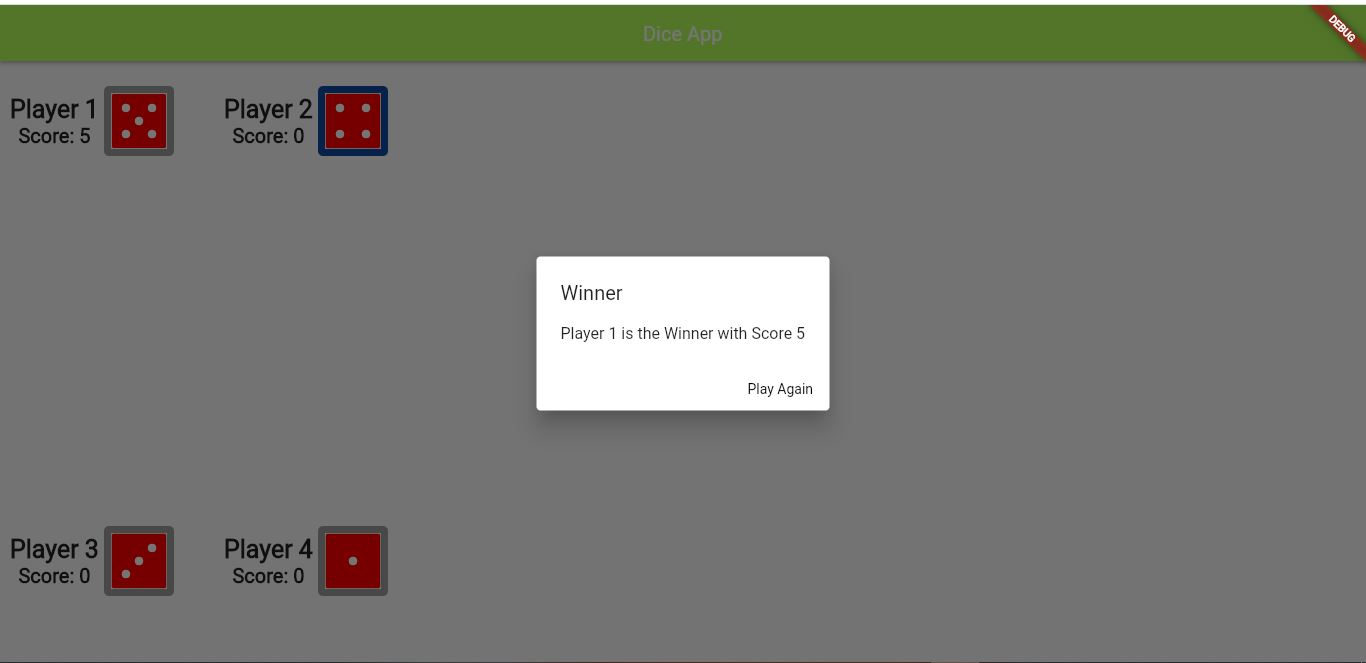 Dice App
DEBUG
Player 1
Score: 5
Player 2
Score: 0
Winner
Player 1 is the Winner with Score 5
Play Again
Player 3
Score: 0
Player 4
Score: 0